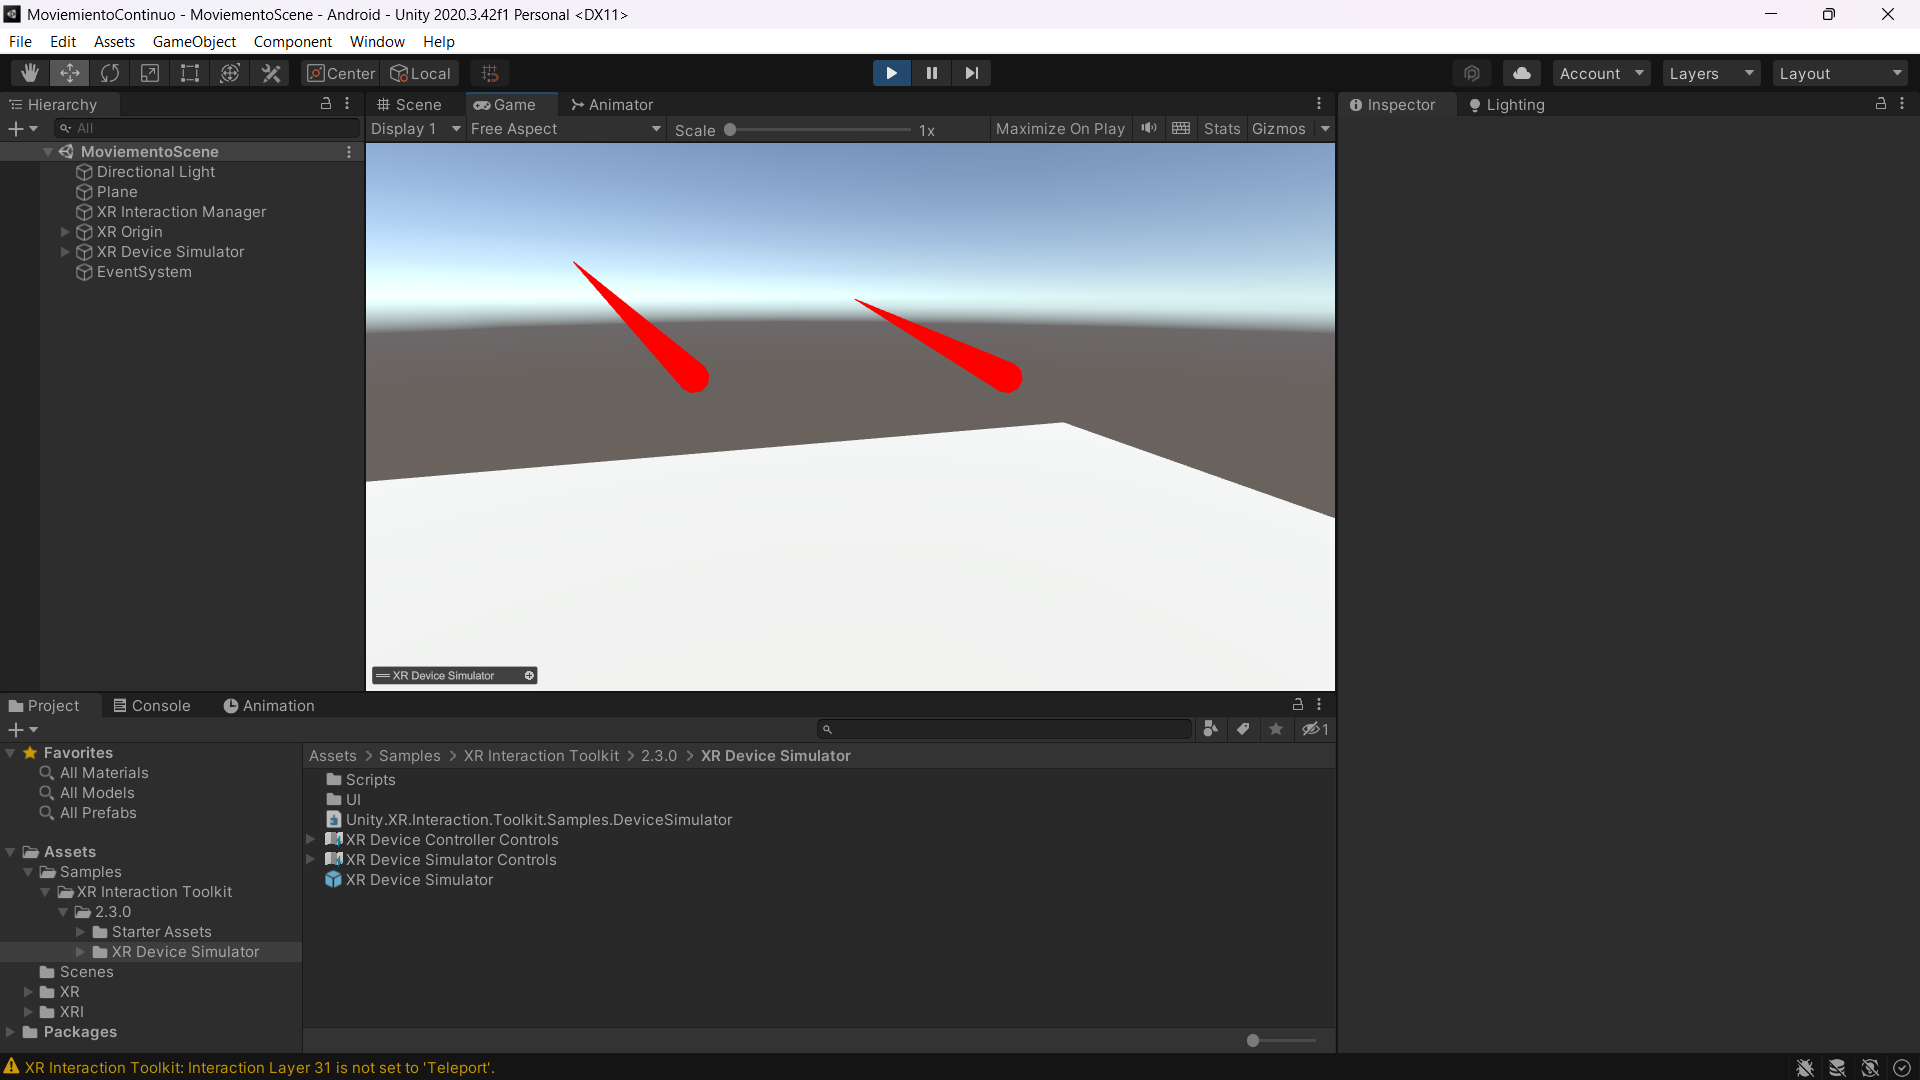 MoviemientoContinuo - MoviementoScene - Android - Unity 2020.3.42f1 Personal <DX11>
File Edit Assets GameObject Component Window Help
Center Local Account Layers Layout
Hierarchy Scene Game Animator Inspector Lighting
All Display 1 Free Aspect Scale 1x Maximize On Play Stats Gizmos
MoviementoScene
Directional Light
Plane
XR Interaction Manager
XR Origin
XR Device Simulator
EventSystem
XR Device Simulator
Project Console Animation
1
Favorites
All Materials
All Models
All Prefabs
Assets
Samples
XR Interaction Toolkit
2.3.0
Starter Assets
XR Device Simulator
Scenes
XR
XRI
Packages
Assets > Samples > XR Interaction Toolkit > 2.3.0 > XR Device Simulator
Scripts
UI
Unity.XR.Interaction.Toolkit.Samples.DeviceSimulator
XR Device Controller Controls
XR Device Simulator Controls
XR Device Simulator
XR Interaction Toolkit: Interaction Layer 31 is not set to 'Teleport'.